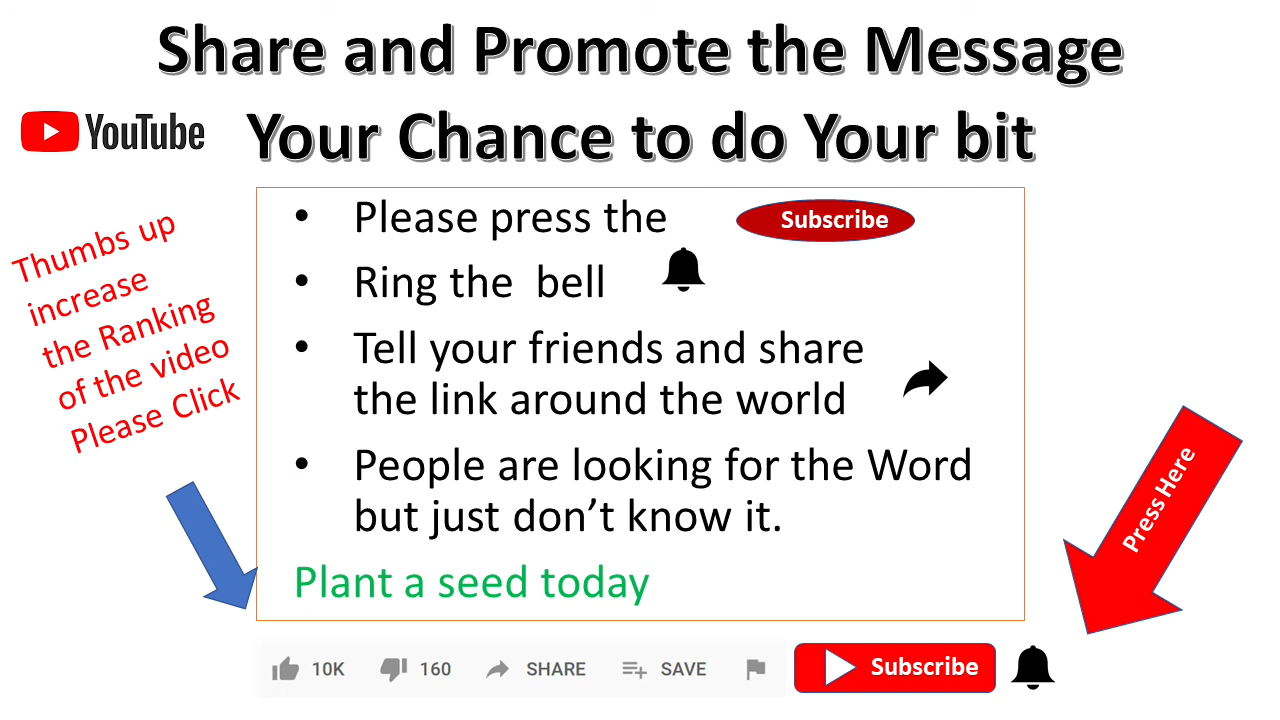 Share and Promote the Message
YouTube
Your Chance to do Your bit
Thumbs up
increase
the Ranking
of the video
Please Click
• Please press the Subscribe
• Ring the bell
• Tell your friends and share
the link around the world
• People are looking for the Word
but just don't know it.
Plant a seed today
Press Here
10K 160 SHARE SAVE Subscribe